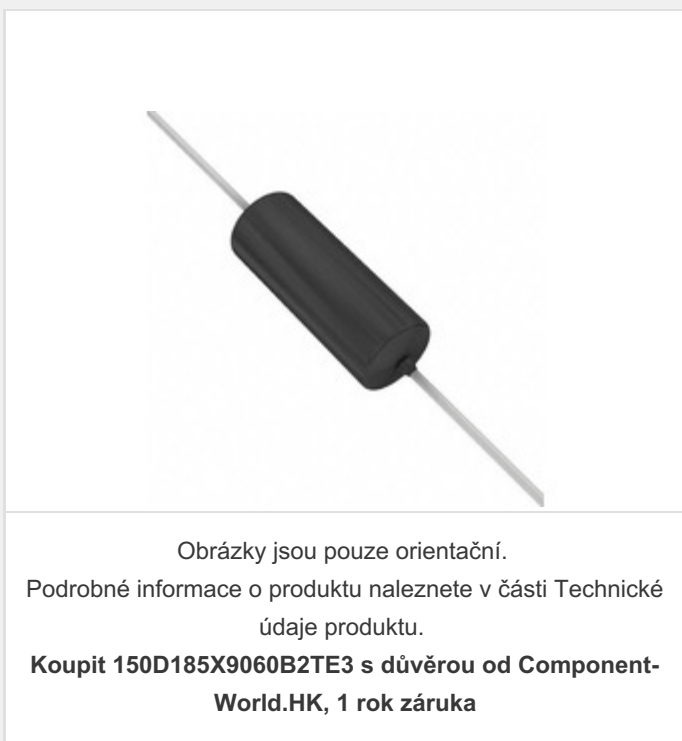 Obrázky jsou pouze orientační.
Podrobné informace o produktu naleznete v části Technické
údaje produktu.
Koupit 150D185X9060B2TE3 s důvěrou od Component-
World.HK, 1 rok záruka